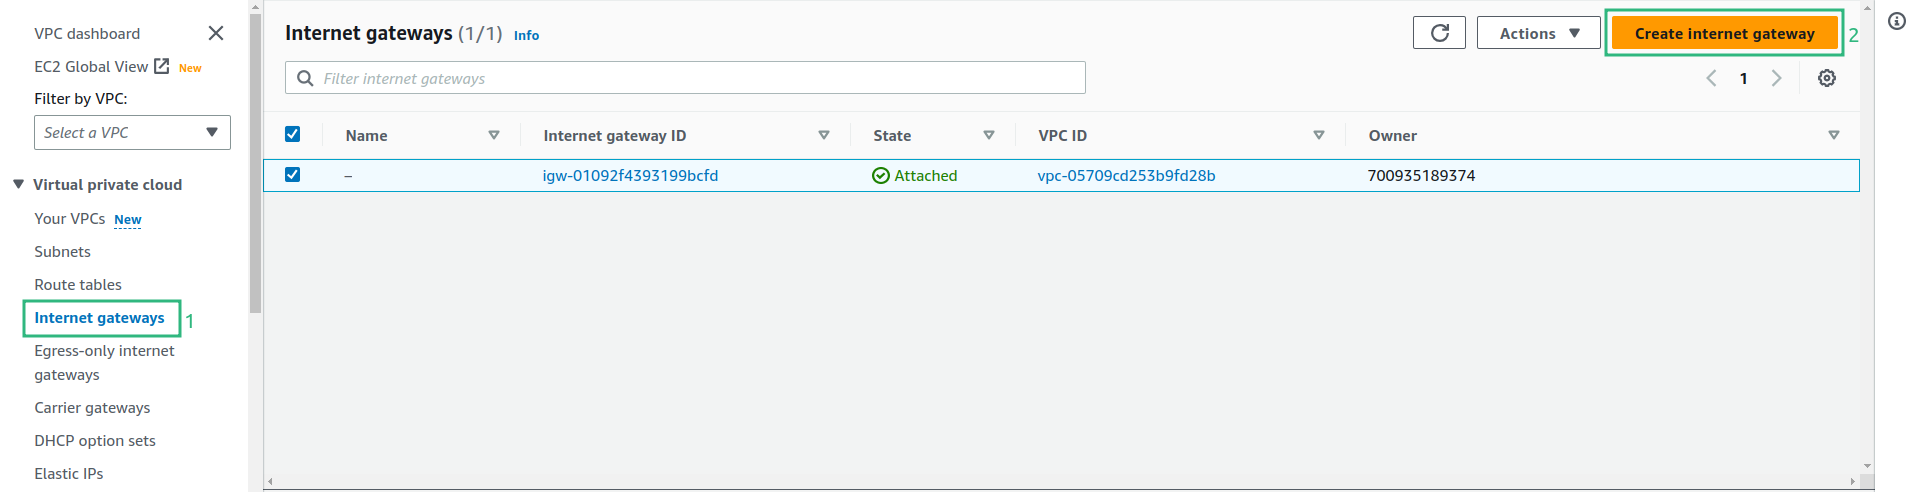 VPC dashboard
EC2 Global View New
Filter by VPC:
Select a VPC
Virtual private cloud
Your VPCs New
Subnets
Route tables
Internet gateways 1
Egress-only internet
gateways
Carrier gateways
DHCP option sets
Elastic IPs
Internet gateways (1/1) Info
Actions
Create internet gateway 2
Filter internet gateways
1
Name Internet gateway ID State VPC ID Owner
– igw-01092f4393199bcfd Attached vpc-05709cd253b9fd28b 700935189374